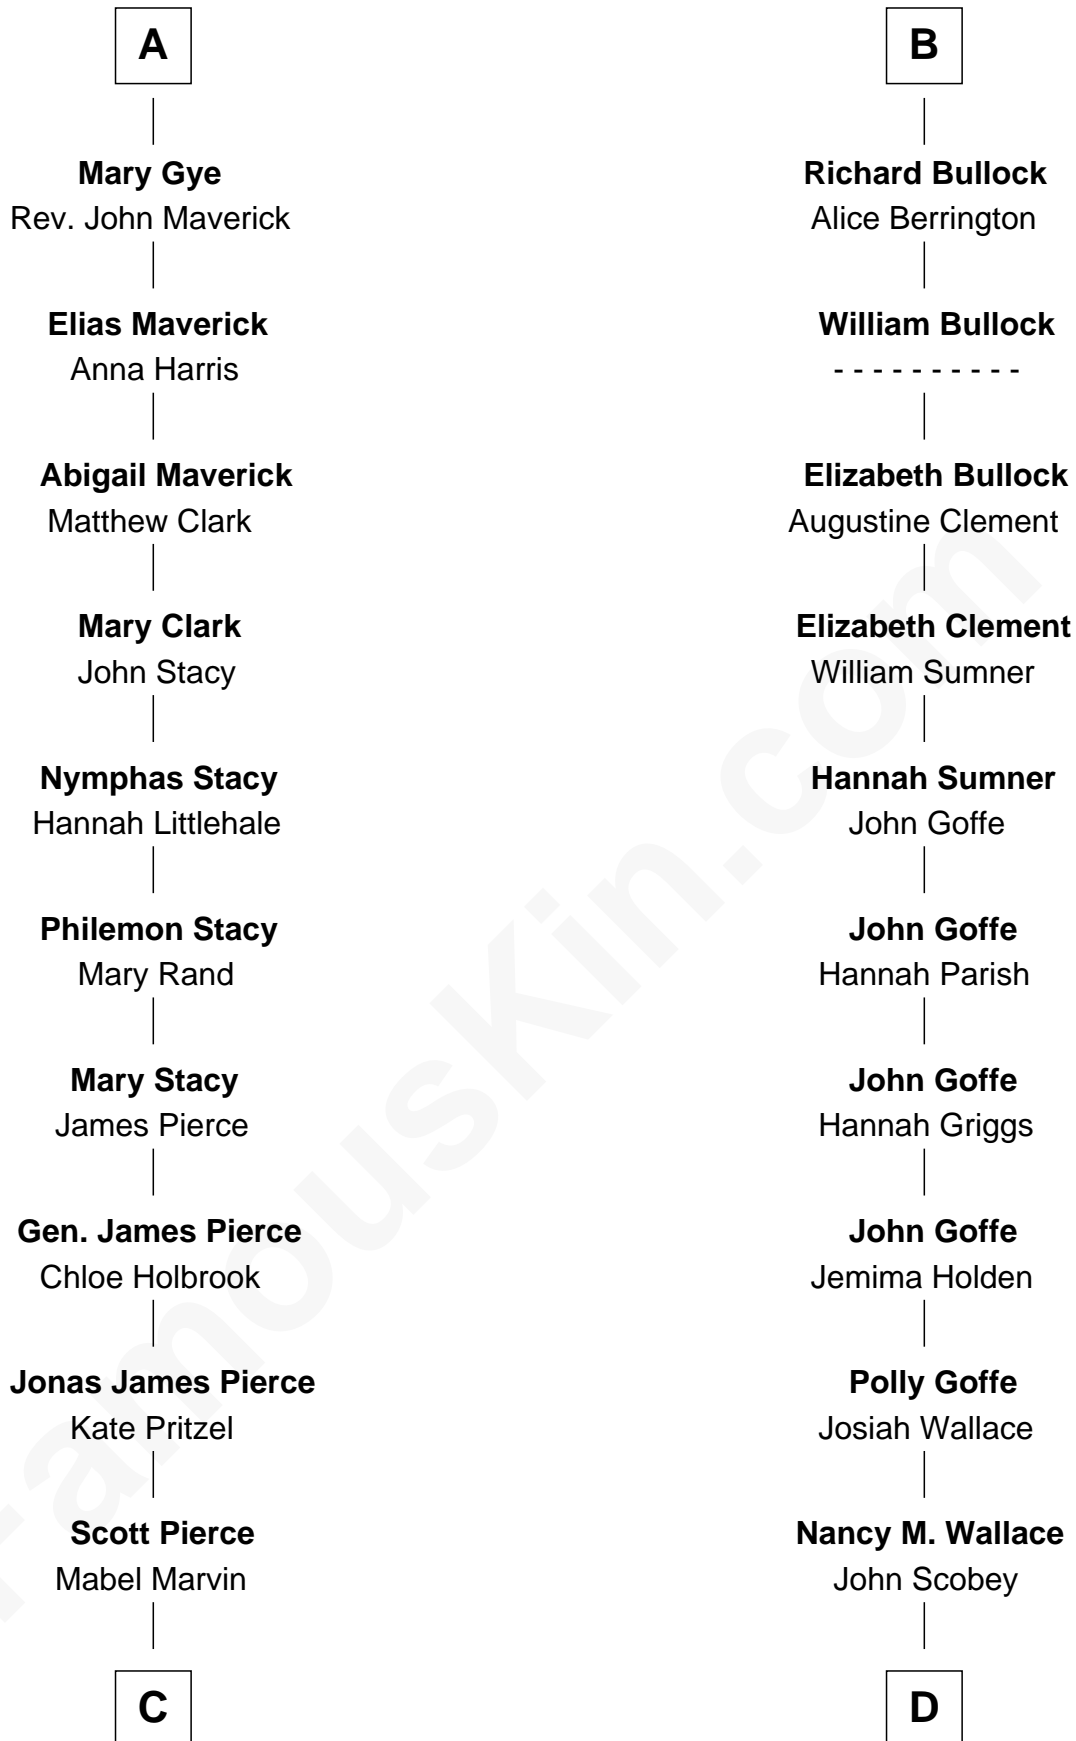 A
Mary Gye
Rev. John Maverick
Elias Maverick
Anna Harris
Abigail Maverick
Matthew Clark
Mary Clark
John Stacy
Nymphas Stacy
Hannah Littlehale
Philemon Stacy
Mary Rand
Mary Stacy
James Pierce
Gen. James Pierce
Chloe Holbrook
Jonas James Pierce
Kate Pritzel
Scott Pierce
Mabel Marvin
C
B
Richard Bullock
Alice Berrington
William Bullock
- - - - - - - - - -
Elizabeth Bullock
Augustine Clement
Elizabeth Clement
William Sumner
Hannah Sumner
John Goffe
John Goffe
Hannah Parish
John Goffe
Hannah Griggs
John Goffe
Jemima Holden
Polly Goffe
Josiah Wallace
Nancy M. Wallace
John Scobey
D
FamousKin.com